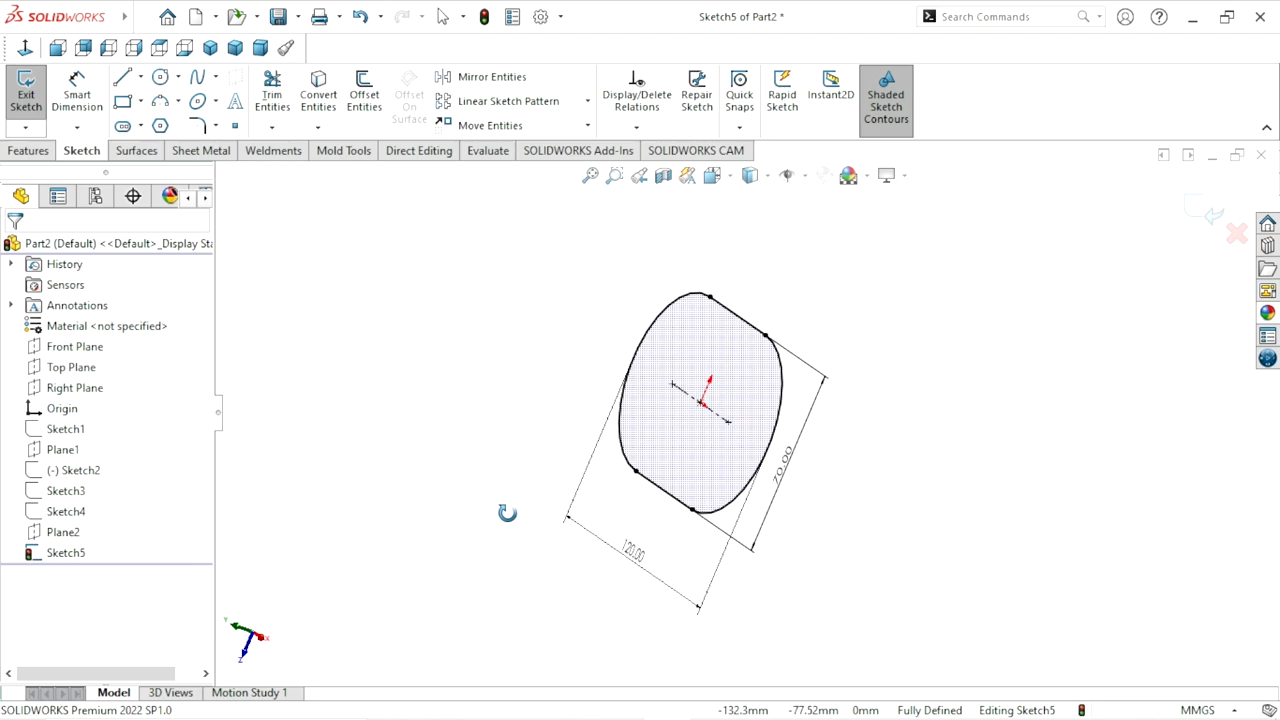 SOLIDWORKS
Sketch5 of Part2 *
Search Commands
Exit Sketch
Smart Dimension
Trim Entities
Convert Entities
Offset Entities
Offset On Surface
Mirror Entities
Linear Sketch Pattern
Move Entities
Display/Delete Relations
Repair Sketch
Quick Snaps
Rapid Sketch
Instant2D
Shaded Sketch Contours
Features
Sketch
Surfaces
Sheet Metal
Weldments
Mold Tools
Direct Editing
Evaluate
SOLIDWORKS Add-Ins
SOLIDWORKS CAM
Part2 (Default) <<Default>_Display Sta
History
Sensors
Annotations
Material <not specified>
Front Plane
Top Plane
Right Plane
Origin
Sketch1
Plane1
(-) Sketch2
Sketch3
Sketch4
Plane2
Sketch5
70.00
120.00
Y
X
Z
Model
3D Views
Motion Study 1
SOLIDWORKS Premium 2022 SP1.0
-132.3mm
-77.52mm
0mm
Fully Defined
Editing Sketch5
MMGS